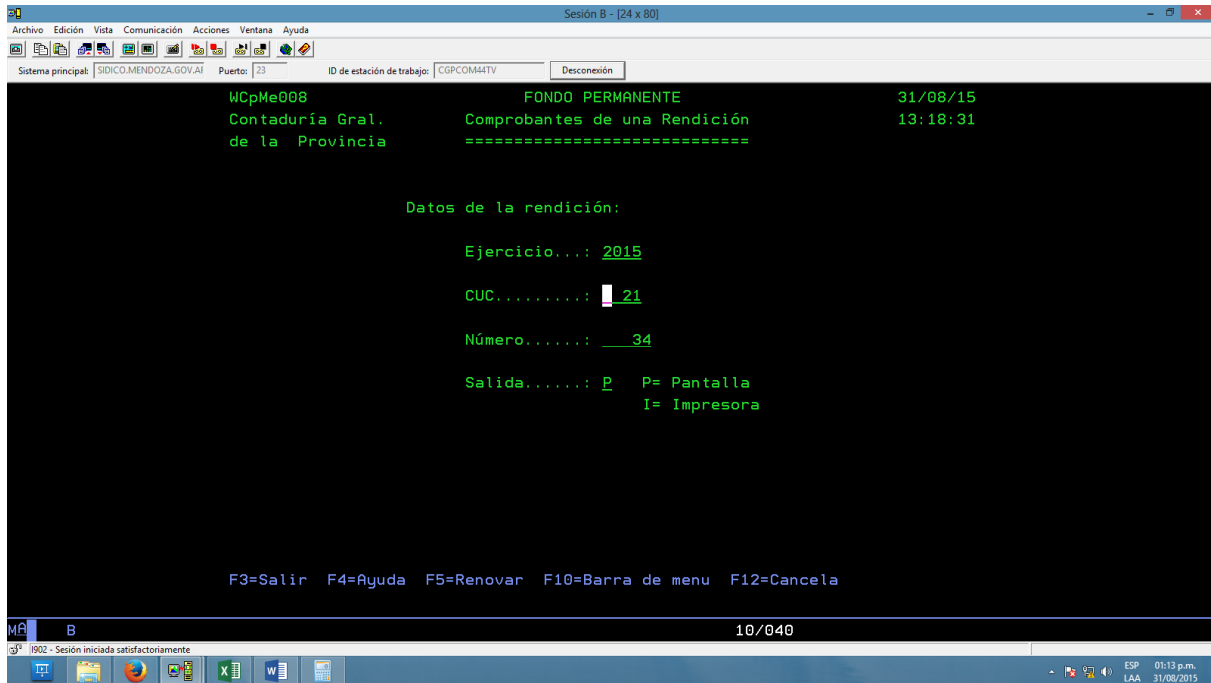 Sesión B - [24 x 80]
Archivo Edición Vista Comunicación Acciones Ventana Ayuda
Sistema principal: SIDICO.MENDOZA.GOV.AR Puerto: 23 ID de estación de trabajo: CGPCOM44TV Desconexión
WCpMe008 FONDO PERMANENTE 31/08/15
Contaduría Gral. Comprobantes de una Rendición 13:18:31
de la Provincia =============================
Datos de la rendición:
Ejercicio...: 2015
CUC.........: 21
Número......: 34
Salida......: P P= Pantalla
I= Impresora
F3=Salir F4=Ayuda F5=Renovar F10=Barra de menu F12=Cancela
MA B 10/040
I902 - Sesión iniciada satisfactoriamente
ESP 01:13 p.m.
LAA 31/08/2015